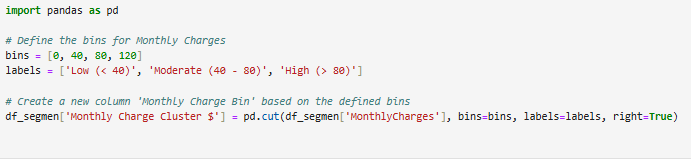 import pandas as pd
# Define the bins for Monthly Charges
bins = [0, 40, 80, 120]
labels = ['Low (< 40)', 'Moderate (40 - 80)', 'High (> 80)']
# Create a new column 'Monthly Charge Bin' based on the defined bins
df_segmen['Monthly Charge Cluster $'] = pd.cut(df_segmen['MonthlyCharges'], bins=bins, labels=labels, right=True)